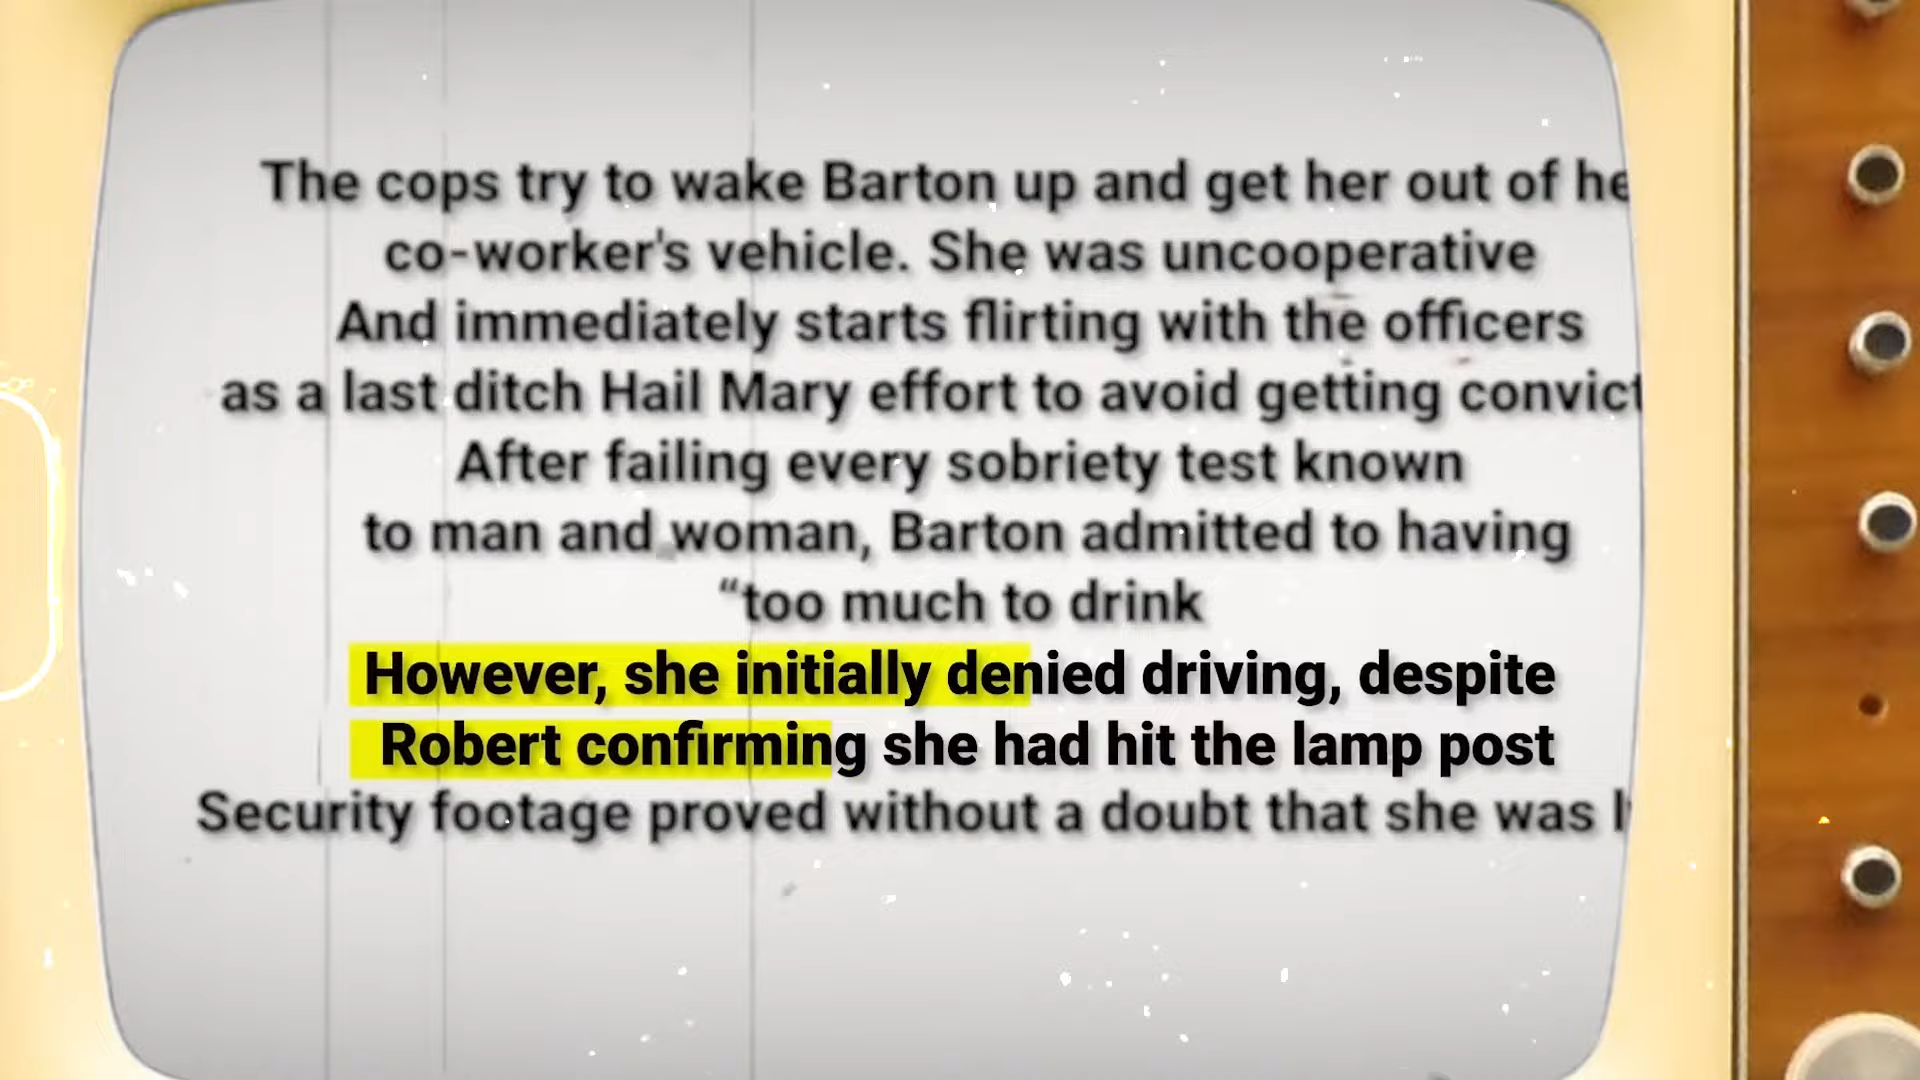 The cops try to wake Barton up and get her out of he
co-worker's vehicle. She was uncooperative
And immediately starts flirting with the officers
as a last ditch Hail Mary effort to avoid getting convict
After failing every sobriety test known
to man and woman, Barton admitted to having
“too much to drink
However, she initially denied driving, despite
Robert confirming she had hit the lamp post
Security footage proved without a doubt that she was